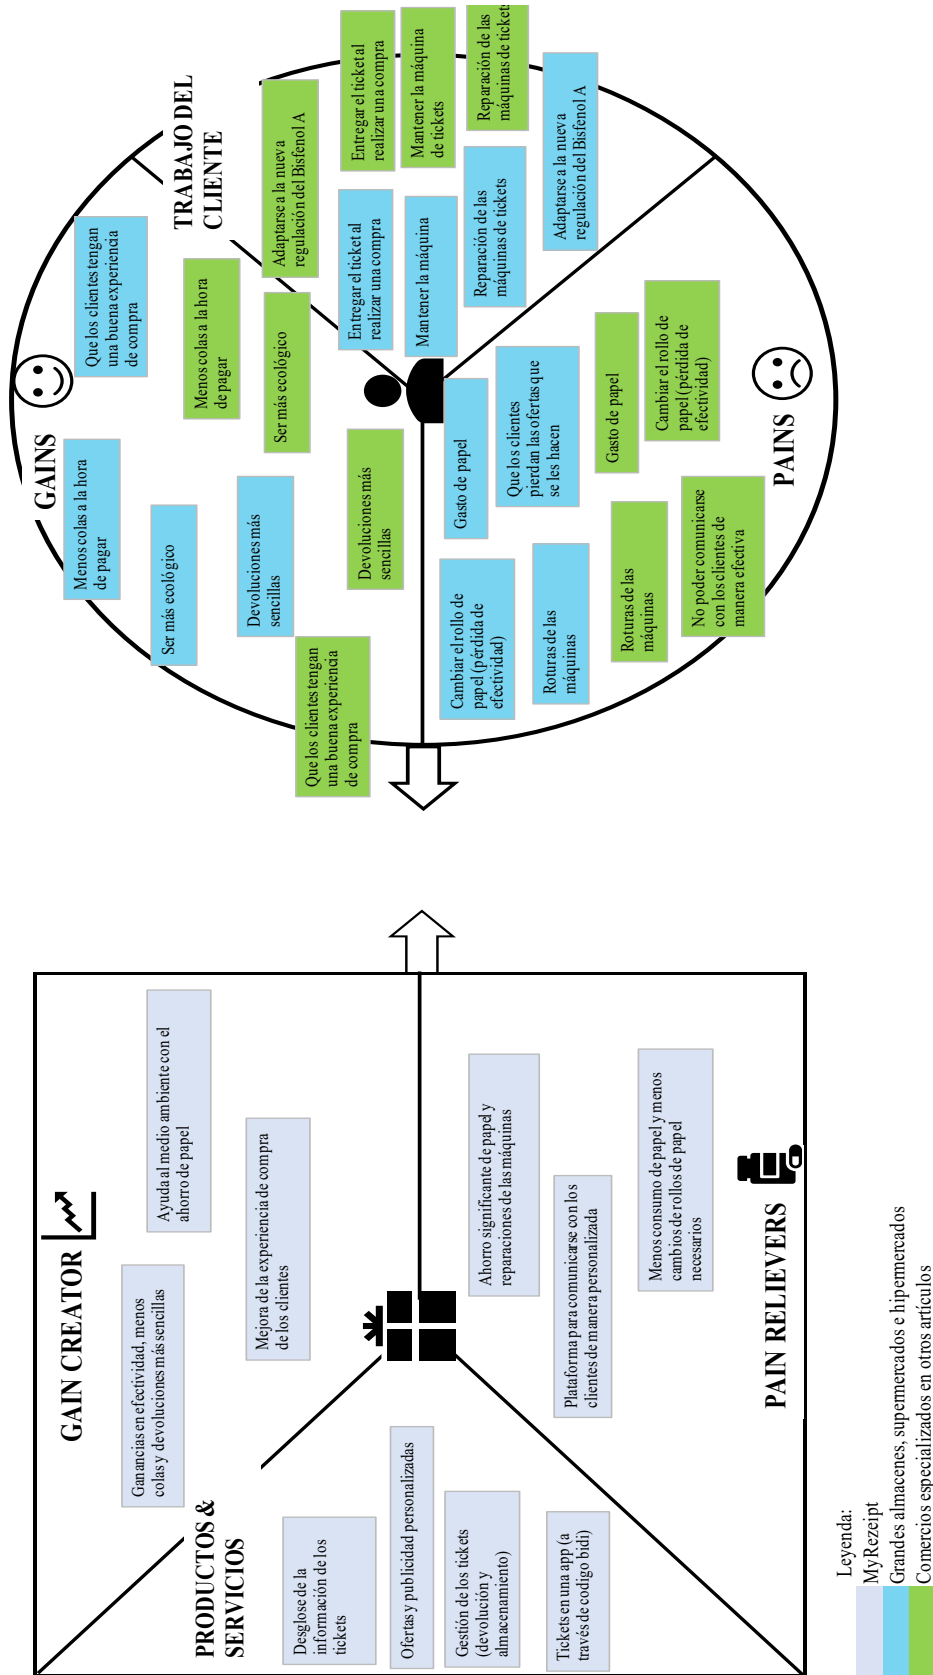 GAIN CREATOR
Ganancias en efectividad, menos
colas y devoluciones más sencillas
Ayuda al medio ambiente con el
ahorro de papel
Mejora de la experiencia de compra
de los clientes
PRODUCTOS &
SERVICIOS
Desglose de la
información de los
tickets
Ofertas y publicidad personalizadas
Gestión de los tickets
(devolución y
almacenamiento)
Tickets en una app (a
través de codigo bidi)
Ahorro significante de papel y
reparaciones de las máquinas
Plataforma para comunicarse con los
clientes de manera personalizada
Menos consumo de papel y menos
cambios de rollos de papel
necesarios
PAIN RELIEVERS
GAINS
Menos colas a la hora
de pagar
Que los clientes tengan
una buena experiencia
de compra
Ser más ecológico
Menos colas a la hora
de pagar
Devoluciones más
sencillas
Ser más ecológico
Que los clientes tengan
una buena experiencia
de compra
Devoluciones más
sencillas
TRABAJO DEL
CLIENTE
Adaptarse a la nueva
regulación del Bisfenol A
Entregar el ticket al
realizar una compra
Entregar el ticket al
realizar una compra
Mantener la máquina
Mantener la máquina
de tickets
Reparación de las
máquinas de tickets
Reparación de las
máquinas de tickets
Adaptarse a la nueva
regulación del Bisfenol A
Cambiar el rollo de
papel (pérdida de
efectividad)
Gasto de papel
Que los clientes
pierdan las ofertas que
se les hacen
Roturas de las
máquinas
Roturas de las
máquinas
Gasto de papel
Cambiar el rollo de
papel (pérdida de
efectividad)
No poder comunicarse
con los clientes de
manera efectiva
PAINS
Leyenda:
MyRezeipt
Grandes almacenes, supermercados e hipermercados
Comercios especializados en otros artículos